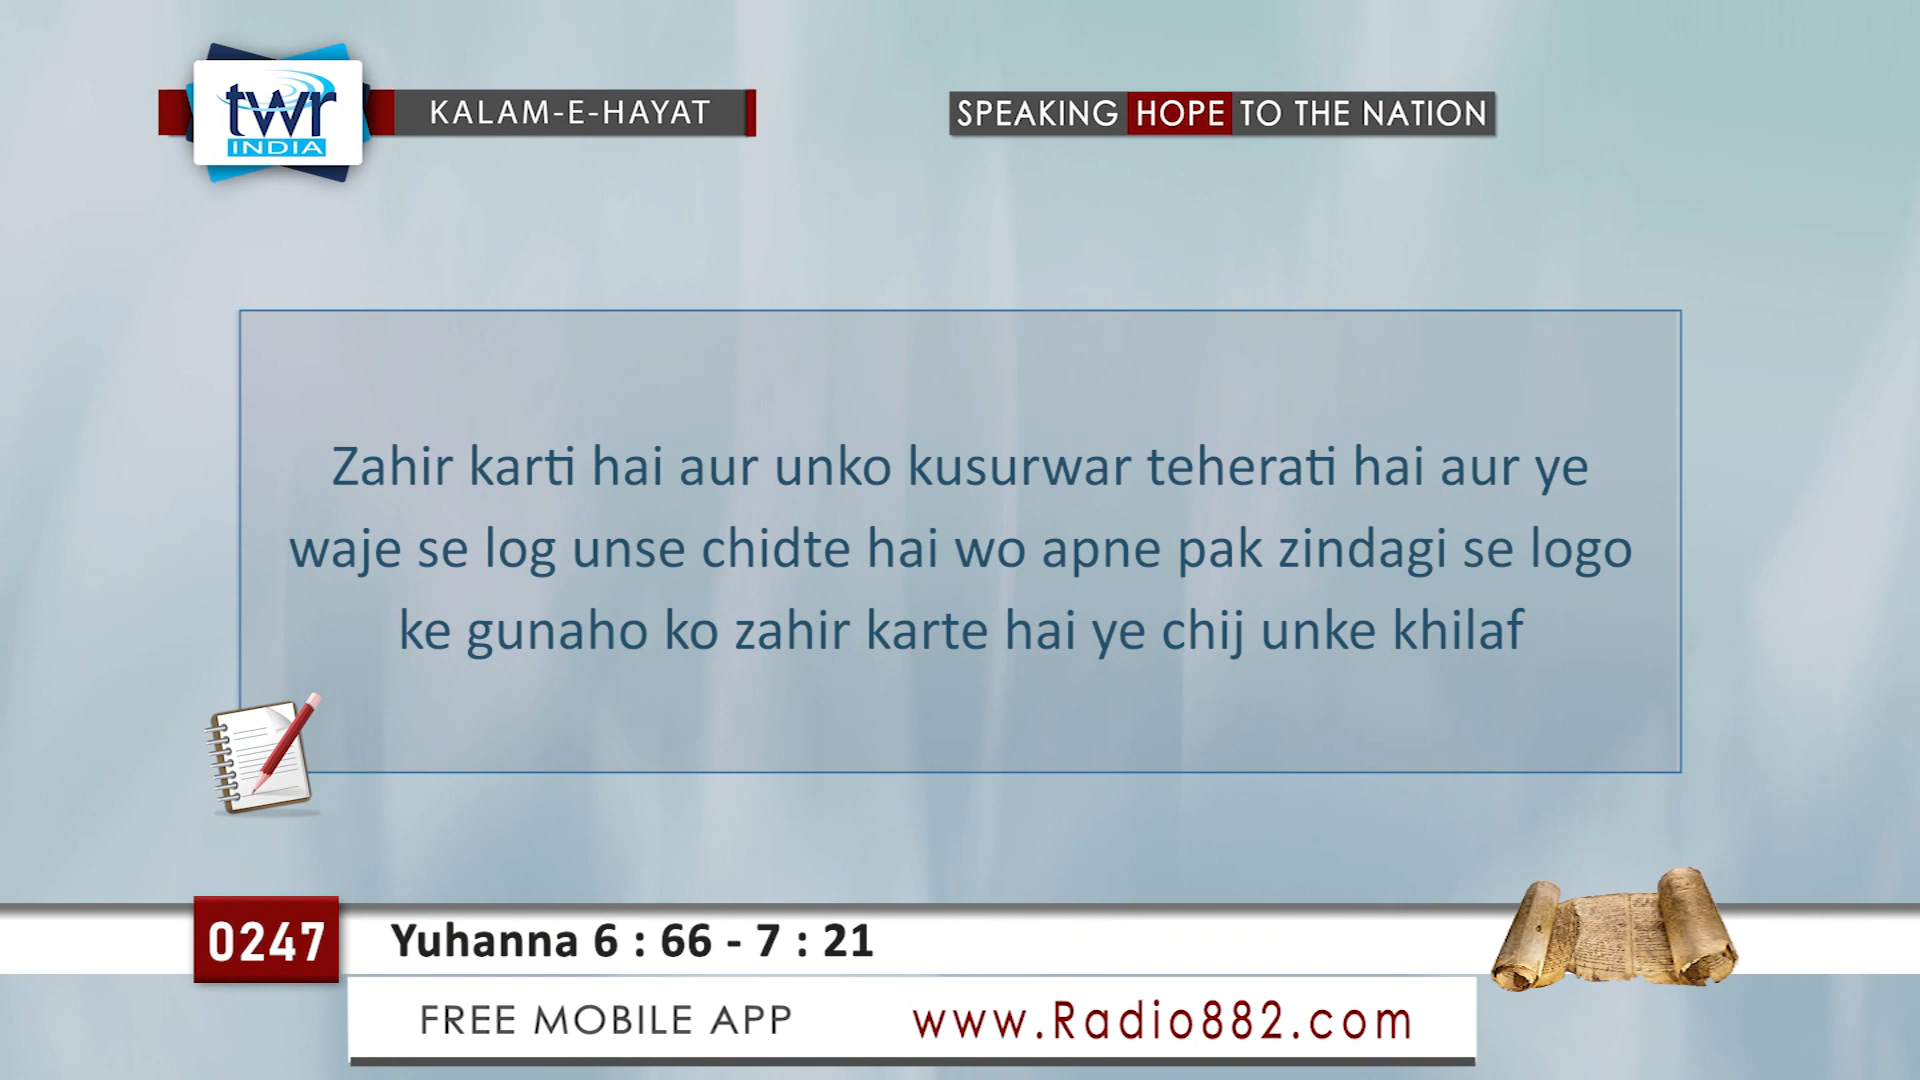 twr
INDIA
KALAM-E-HAYAT
SPEAKING HOPE TO THE NATION
Zahir karti hai aur unko kusurwar teherati hai aur ye
waje se log unse chidte hai wo apne pak zindagi se logo
ke gunaho ko zahir karte hai ye chij unke khilaf
0247
Yuhanna 6 : 66 - 7 : 21
FREE MOBILE APP
www.Radio882.com